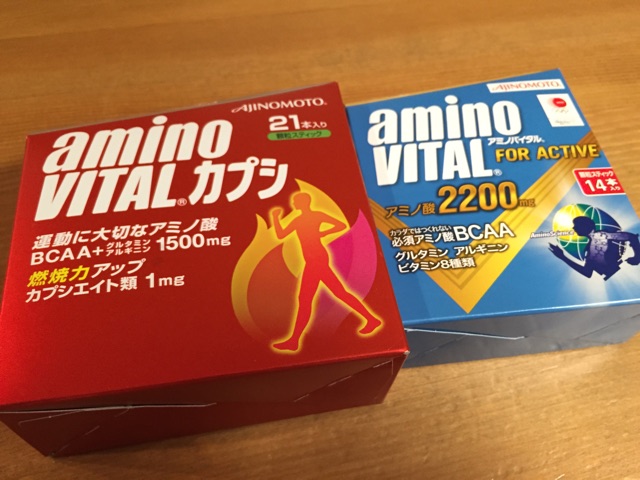 AJINOMOTO®
21本入り
顆粒スティック
amino
VITAL®カプシ
運動に大切なアミノ酸
BCAA+グルタミン アルギニン 1500mg
燃焼力アップ
カプシエイト類 1mg
AJINOMOTO®
amino
VITAL®
アミノバイタル®
FOR ACTIVE
アミノ酸 2200mg
顆粒スティック
14本入り
カラダではつくれない
必須アミノ酸BCAA
グルタミン アルギニン
ビタミン8種類
AminoScience